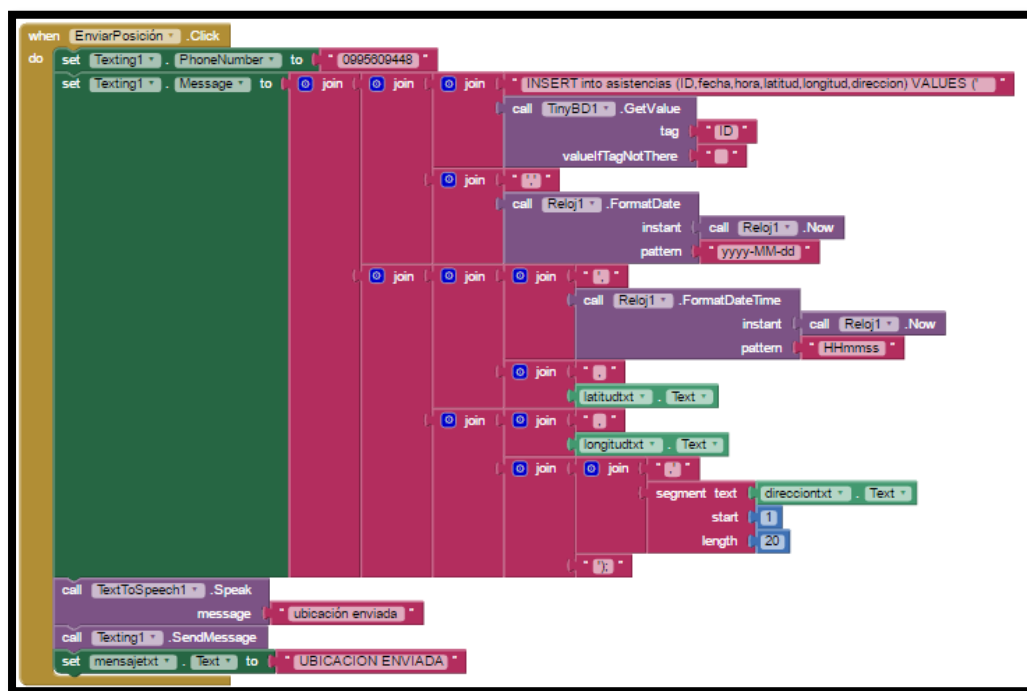 when EnviarPosición .Click
do set Texting1 . PhoneNumber to " 0995609448 "
set Texting1 . Message to join join join " INSERT into asistencias (ID,fecha,hora,latitud,longitud,direccion) VALUES (' "
call TinyBD1 .GetValue
tag " ID "
valueIfTagNotThere " "
join " ',' "
call Reloj1 .FormatDate
instant call Reloj1 .Now
pattern " yyyy-MM-dd "
join join join " ', "
call Reloj1 .FormatDateTime
instant call Reloj1 .Now
pattern " HHmmss "
join " , "
latitudtxt . Text
join join " , "
longitudtxt . Text
join join " ,' "
segment text direcciontxt . Text
start 1
length 20
" '); "
call TextToSpeech1 .Speak
message " ubicación enviada "
call Texting1 .SendMessage
set mensajetxt . Text to " UBICACION ENVIADA "